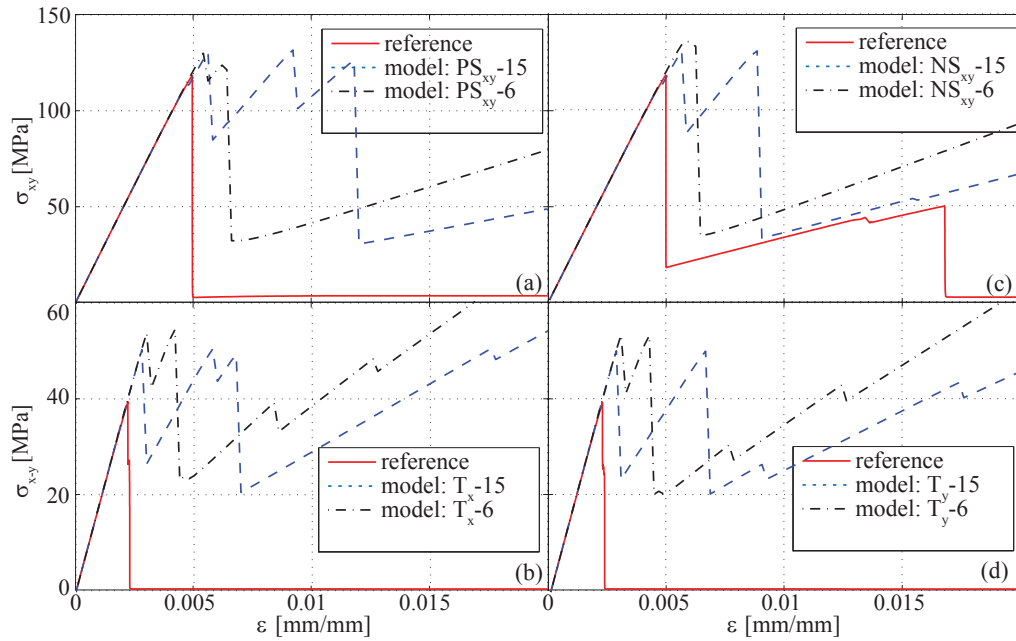 150
100
50
σxy [MPa]
reference
model: PSxy-15
model: PSxy-6
(a)
reference
model: NSxy-15
model: NSxy-6
(c)
60
40
20
0
σx-y [MPa]
reference
model: Tx-15
model: Tx-6
(b)
reference
model: Ty-15
model: Ty-6
(d)
0 0.005 0.01 0.015 0.005 0.01 0.015
ε [mm/mm] ε [mm/mm]